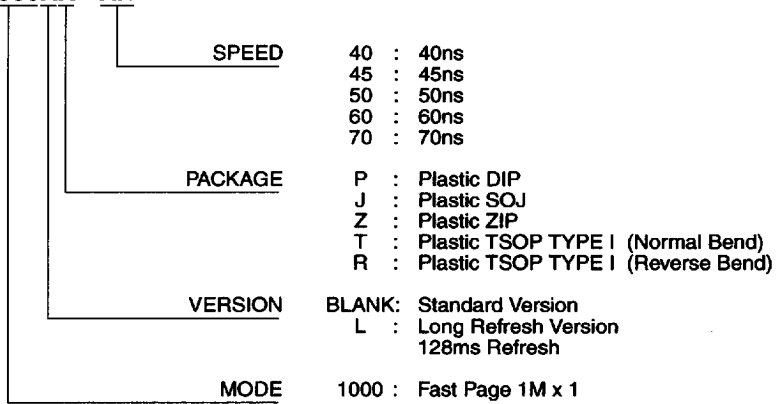 SPEED 40 : 40ns
45 : 45ns
50 : 50ns
60 : 60ns
70 : 70ns
PACKAGE P : Plastic DIP
J : Plastic SOJ
Z : Plastic ZIP
T : Plastic TSOP TYPE I (Normal Bend)
R : Plastic TSOP TYPE I (Reverse Bend)
VERSION BLANK: Standard Version
L : Long Refresh Version
128ms Refresh
MODE 1000 : Fast Page 1M x 1